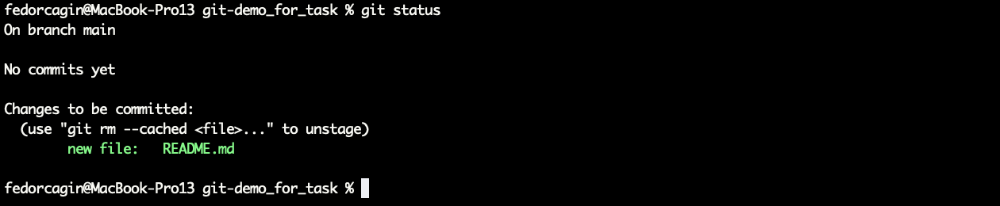 fedorcagin@MacBook-Pro13 git-demo_for_task % git status
On branch main
No commits yet
Changes to be committed:
(use "git rm --cached <file>..." to unstage)
new file: README.md
fedorcagin@MacBook-Pro13 git-demo_for_task %